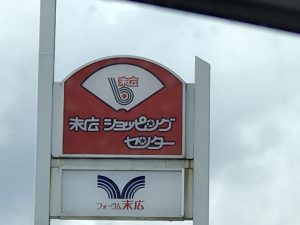 末広
末広ショッピング
センター
フォーラム末広